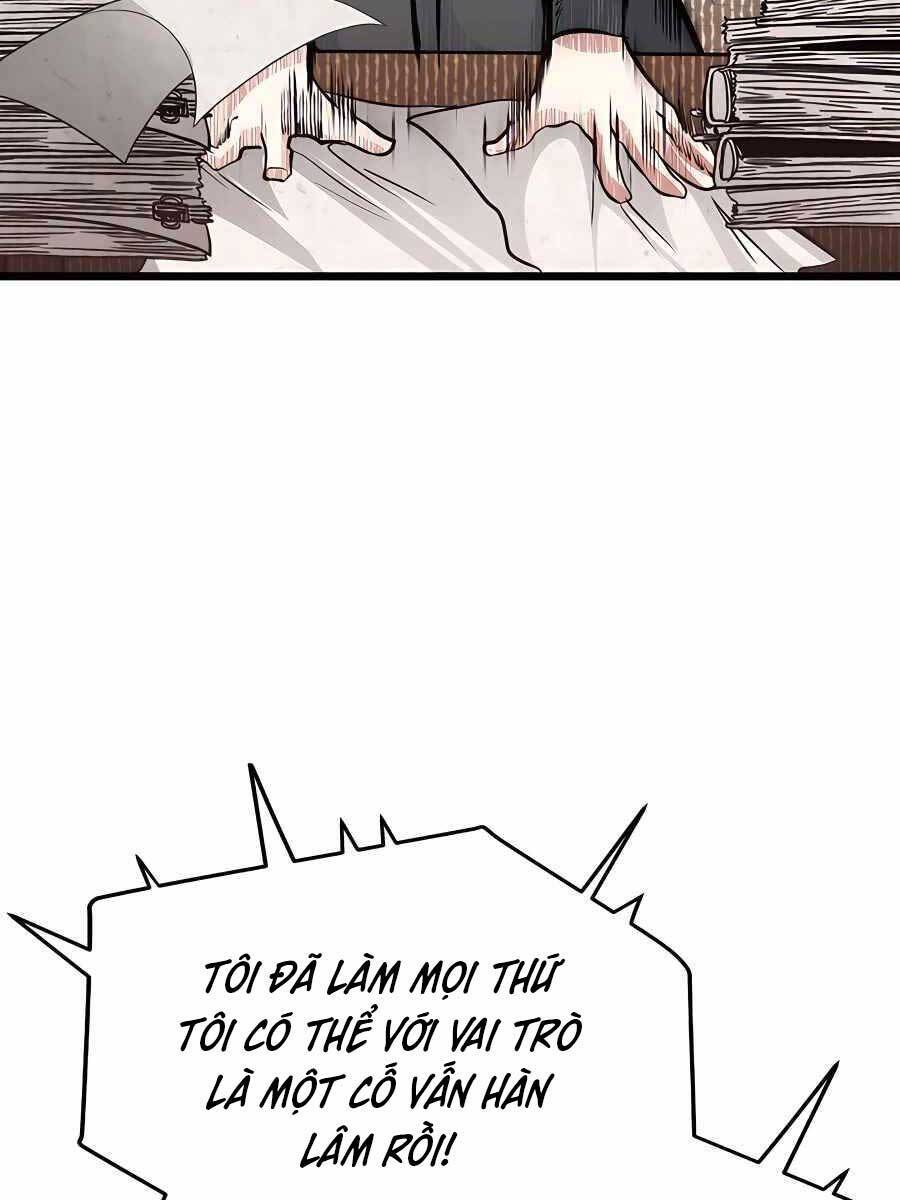 TÔI ĐÃ LÀM MỌI THỨ
TÔI CÓ THỂ VỚI VAI TRÒ
LÀ MỘT CỐ VẤN HÀN
LÂM RỒI!